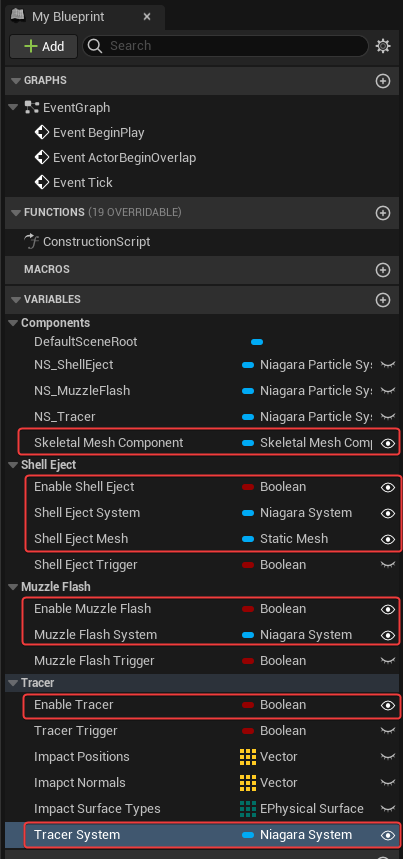 My Blueprint
Add Search
GRAPHS
EventGraph
Event BeginPlay
Event ActorBeginOverlap
Event Tick
FUNCTIONS (19 OVERRIDABLE)
ConstructionScript
MACROS
VARIABLES
Components
DefaultSceneRoot
NS_ShellEject Niagara Particle Sy
NS_MuzzleFlash Niagara Particle Sy
NS_Tracer Niagara Particle Sy
Skeletal Mesh Component Skeletal Mesh Comp
Shell Eject
Enable Shell Eject Boolean
Shell Eject System Niagara System
Shell Eject Mesh Static Mesh
Shell Eject Trigger Boolean
Muzzle Flash
Enable Muzzle Flash Boolean
Muzzle Flash System Niagara System
Muzzle Flash Trigger Boolean
Tracer
Enable Tracer Boolean
Tracer Trigger Boolean
Impact Positions Vector
Imapct Normals Vector
Impact Surface Types EPhysical Surface
Tracer System Niagara System